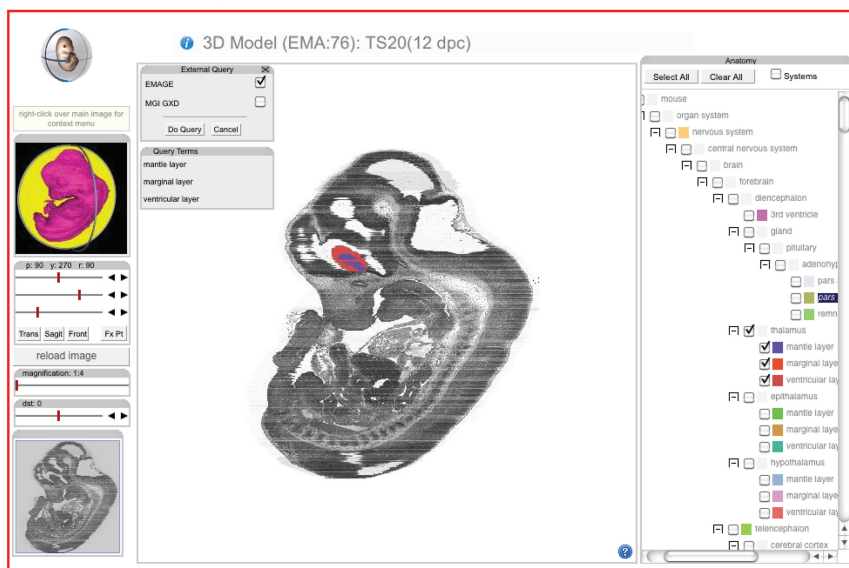 3D Model (EMA:76): TS20(12 dpc)
right-click over main image for
context menu
p: 90 y: 270 r: 90
Trans Sagit Front Fx Pt
reload image
magnification: 1:4
dst: 0
External Query
EMAGE
MGI GXD
Do Query Cancel
Query Terms
mantle layer
marginal layer
ventricular layer
Anatomy
Select All Clear All Systems
mouse
organ system
nervous system
central nervous system
brain
forebrain
diencephalon
3rd ventricle
gland
pituitary
adenohyp
pars
pars
remn
thalamus
mantle layer
marginal laye
ventricular lay
epithalamus
mantle layer
marginal laye
ventricular lay
hypothalamus
mantle layer
marginal laye
ventricular lay
telencephalon
cerebral cortex